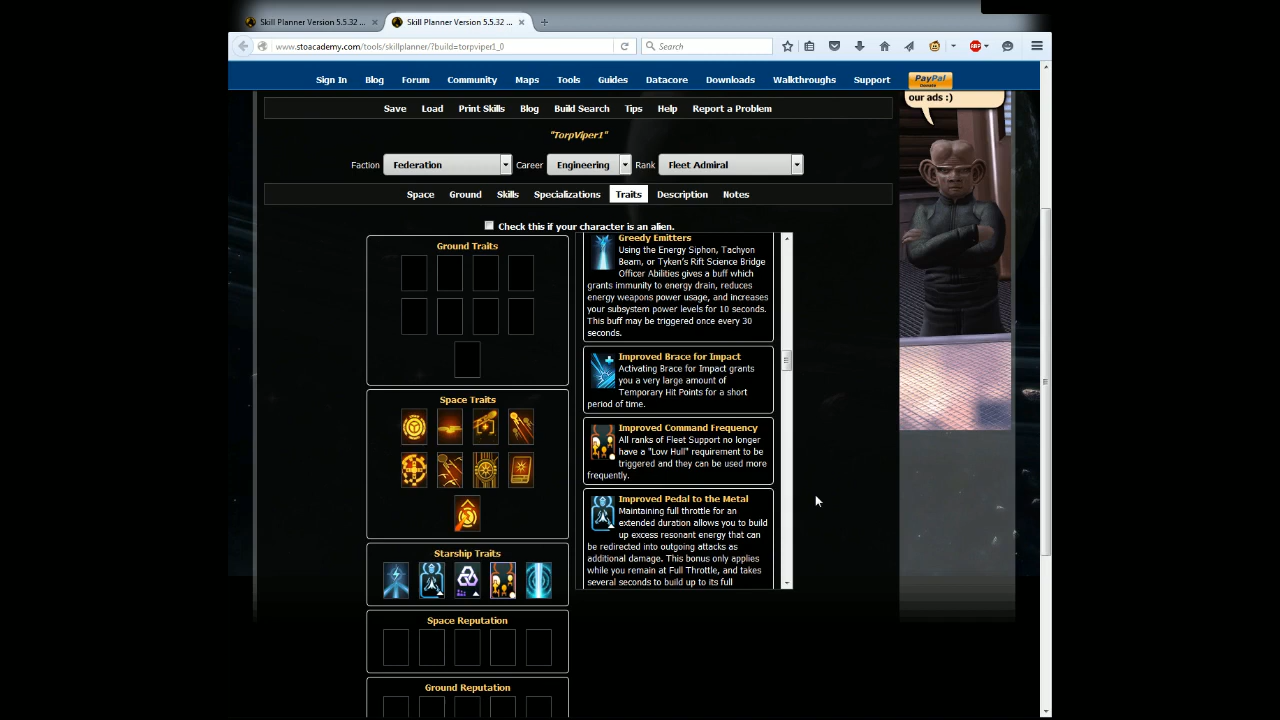 Skill Planner Version 5.5.32 ...
Skill Planner Version 5.5.32 ...
www.stoacademy.com/tools/skillplanner/?build=torpviper1_0
Search
ABP
Sign In Blog Forum Community Maps Tools Guides Datacore Downloads Walkthroughs Support
PayPal
Donate
our ads :)
Save Load Print Skills Blog Build Search Tips Help Report a Problem
"TorpViper1"
Faction Federation Career Engineering Rank Fleet Admiral
Space Ground Skills Specializations Traits Description Notes
Check this if your character is an alien.
Ground Traits
Space Traits
Starship Traits
Space Reputation
Ground Reputation
Greedy Emitters
Using the Energy Siphon, Tachyon
Beam, or Tyken's Rift Science Bridge
Officer Abilities gives a buff which
grants immunity to energy drain, reduces
energy weapons power usage, and increases
your subsystem power levels for 10 seconds.
This buff may be triggered once every 30
seconds.
Improved Brace for Impact
Activating Brace for Impact grants
you a very large amount of
Temporary Hit Points for a short
period of time.
Improved Command Frequency
All ranks of Fleet Support no longer
have a "Low Hull" requirement to be
triggered and they can be used more
frequently.
Improved Pedal to the Metal
Maintaining full throttle for an
extended duration allows you to build
up excess resonant energy that can
be redirected into outgoing attacks as
additional damage. This bonus only applies
while you remain at Full Throttle, and takes
several seconds to build up to its full